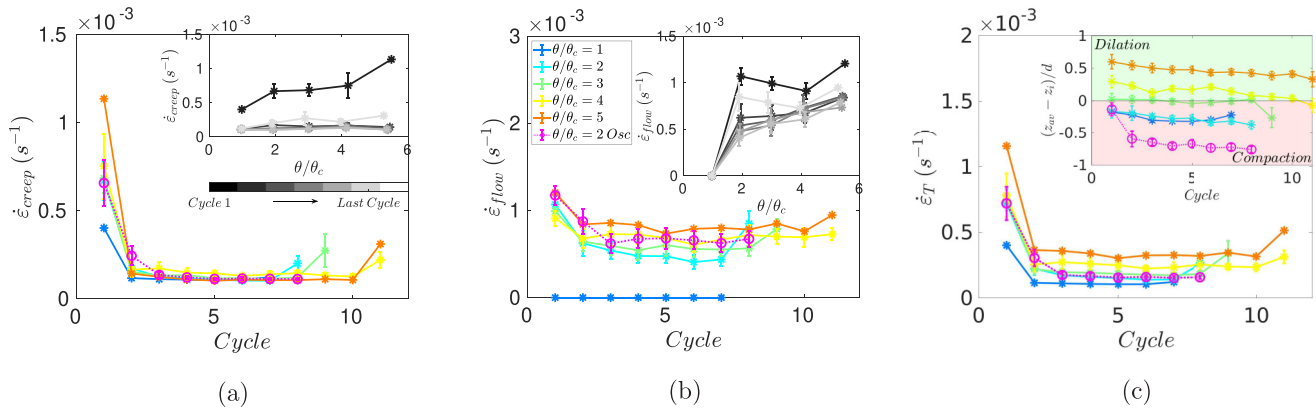 ×10⁻³
1.5
1
0.5
0
ε̇_creep (s⁻¹)
0
5
10
Cycle
×10⁻³
1.5
1
0.5
0
ε̇_creep (s⁻¹)
0
2
4
6
θ/θ_c
Cycle 1
Last Cycle
(a)
×10⁻³
3
2
1
0
ε̇_flow (s⁻¹)
0
5
10
Cycle
θ/θ_c = 1
θ/θ_c = 2
θ/θ_c = 3
θ/θ_c = 4
θ/θ_c = 5
θ/θ_c = 2 Osc
×10⁻³
1.5
1
0.5
0
ε̇_flow (s⁻¹)
0
2
4
θ/θ_c
(b)
×10⁻³
2
1.5
1
0.5
0
ε̇_T (s⁻¹)
0
5
10
Cycle
1
0.5
0
-0.5
-1
(z_av − z_i)/d
Dilation
Compaction
0
5
10
Cycle
(c)